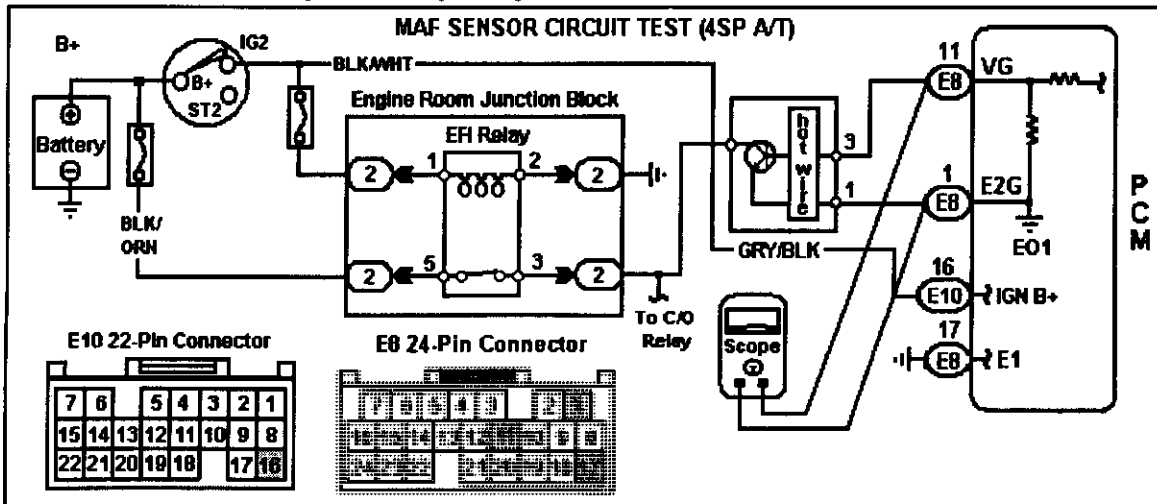 MAF SENSOR CIRCUIT TEST (4SP A/T)
B+
IG2
B+
ST2
BLK/WHT
Battery
BLK/
ORN
Engine Room Junction Block
EFI Relay
2 1 2 2
2 5 3 2
To C/O
Relay
hot wire
3
1
GRY/BLK
Scope
11
E8 VG
1
E8 E2G
EO1
16
E10 IGN B+
17
E8 E1
PCM
E10 22-Pin Connector
7 6 5 4 3 2 1
15 14 13 12 11 10 9 8
22 21 20 19 18 17 16
E8 24-Pin Connector